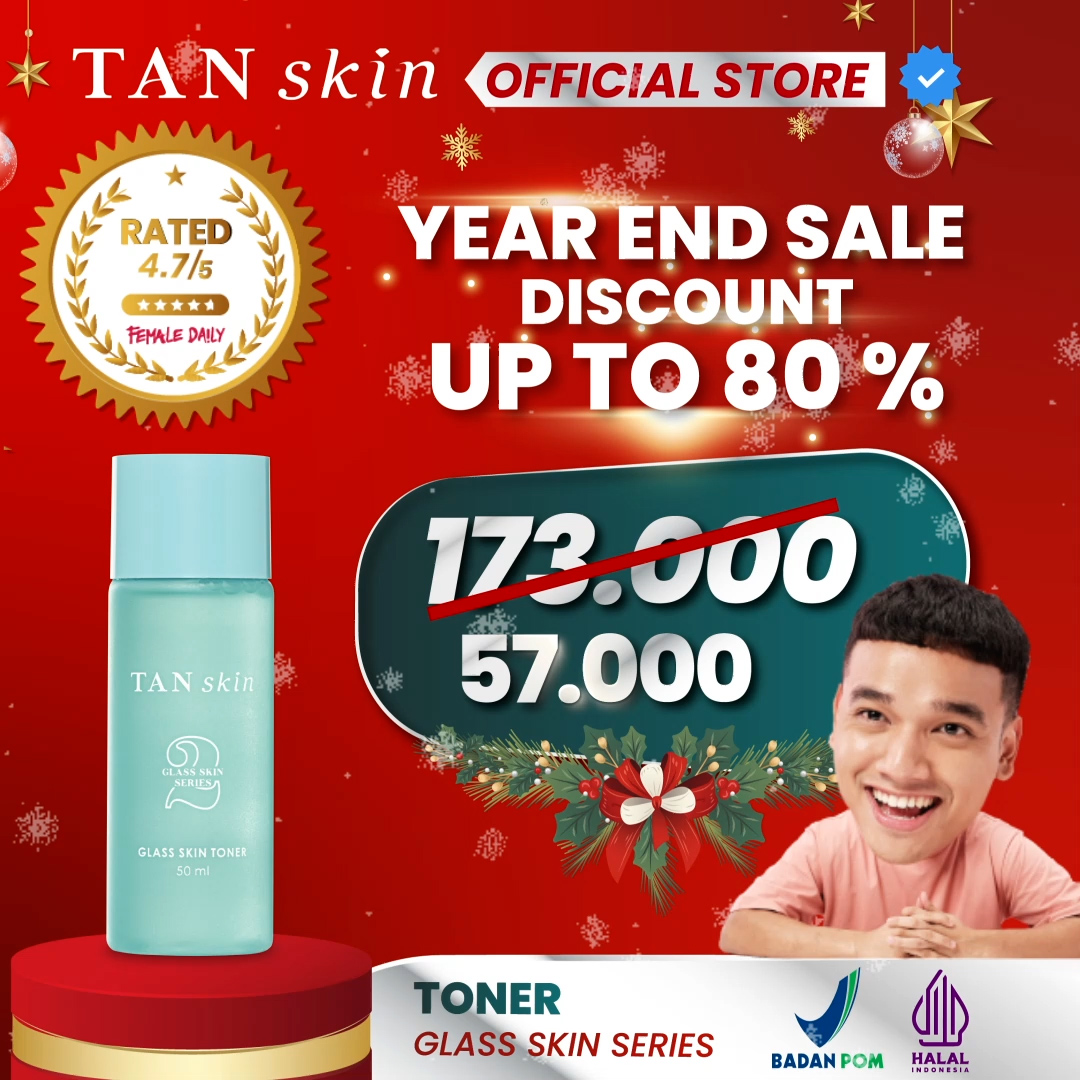 TAN skin
OFFICIAL STORE
RATED
4.7/5
FEMALE DAILY
YEAR END SALE
DISCOUNT
UP TO 80 %
173.000
57.000
TAN skin
2
GLASS SKIN
SERIES
GLASS SKIN TONER
50 ml
TONER
GLASS SKIN SERIES
BADAN POM
HALAL
INDONESIA